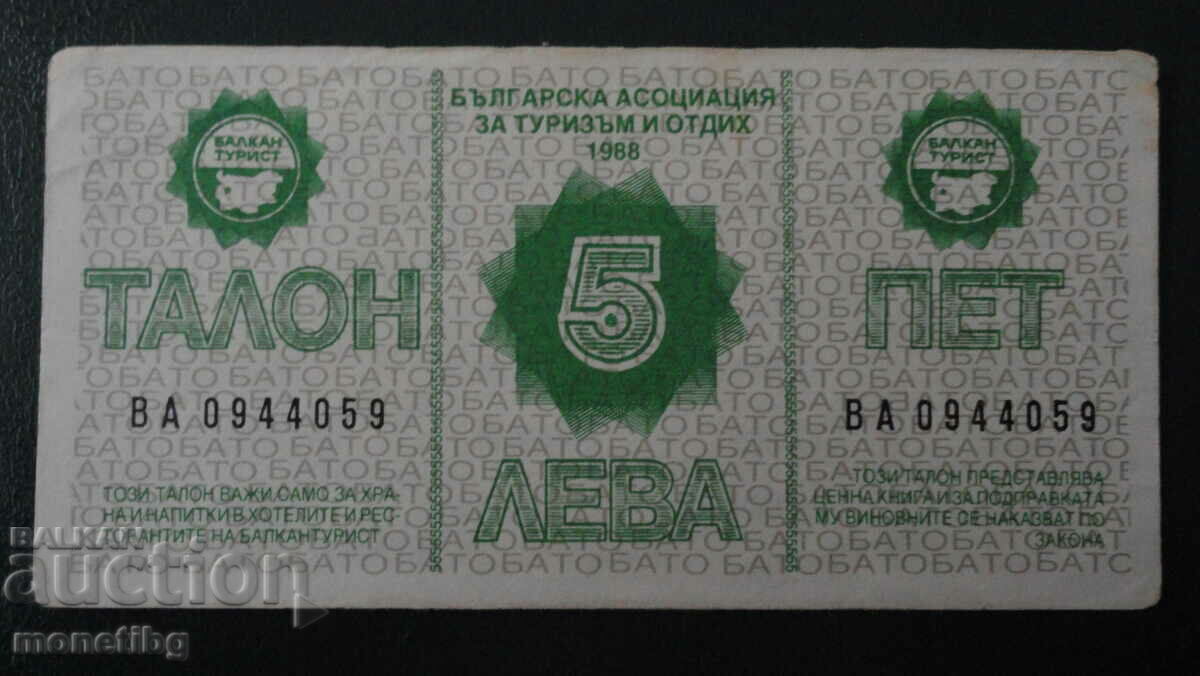 БЪЛГАРСКА АСОЦИАЦИЯ
ЗА ТУРИЗЪМ И ОТДИХ
1988
БАЛКАН
ТУРИСТ
БАЛКАН
ТУРИСТ
ТАЛОН
5
ПЕТ
ВА 0944059
ВА 0944059
ЛЕВА
ТОЗИ ТАЛОН ВАЖИ САМО ЗА ХРА-
НА И НАПИТКИ В ХОТЕЛИТЕ И РЕС-
ТОРАНТИТЕ НА БАЛКАНТУРИСТ
ТОЗИ ТАЛОН ПРЕДСТАВЛЯВА
ЦЕННА КНИГА И ЗА ПОДПРАВКАТА
МУ ВИНОВНИТЕ СЕ НАКАЗВАТ ПО
ЗАКОНА
BALKAN
auction
monetibg